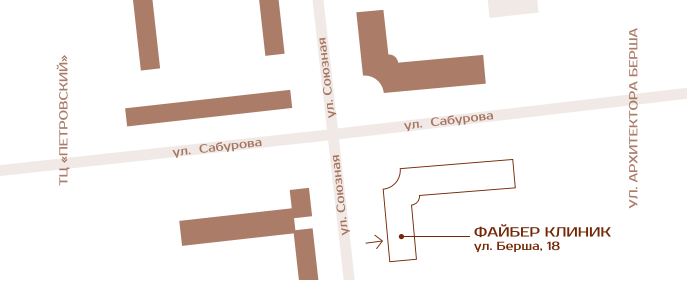 ТЦ «ПЕТРОВСКИЙ»
ул. Союзная
УЛ. АРХИТЕКТОРА БЕРША
ул. Сабурова
ул. Сабурова
ул. Союзная
ФАЙБЕР КЛИНИК
ул. Берша, 18